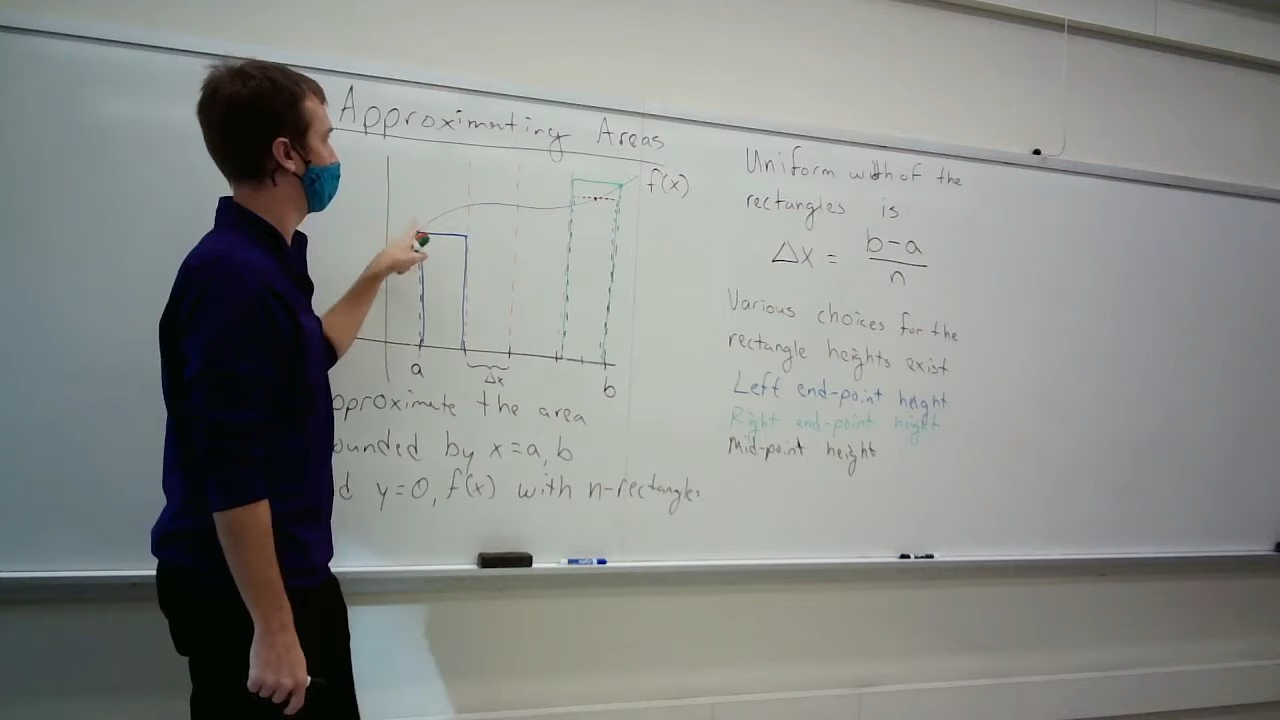 Approximating Areas
f(x)
a
Δx
b
pproximate the area
ounded by x=a, b
d y=0, f(x) with n-rectangles
Uniform width of the
rectangles is
Δx = b-a
n
Various choices for the
rectangle heights exist
Left end-point height
Right end-point height
Mid-point height